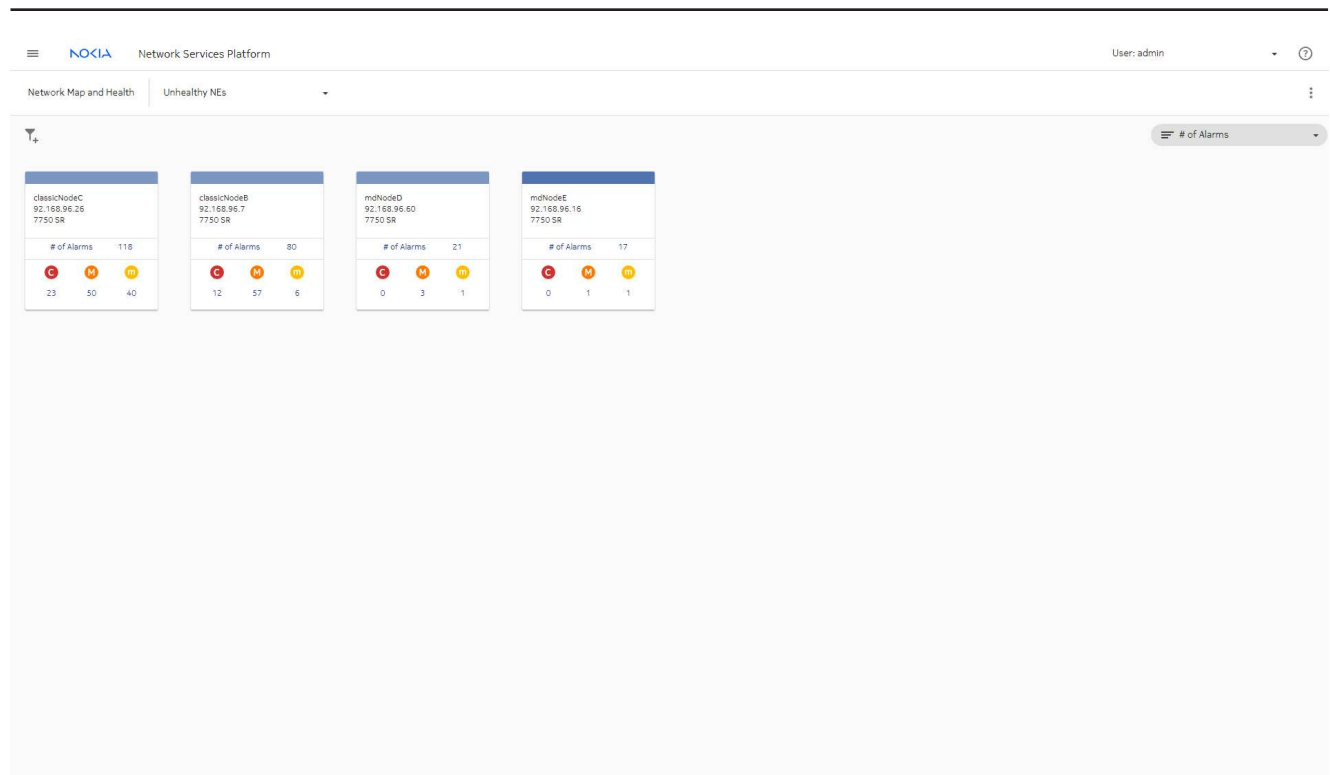 NOKIA Network Services Platform User: admin ?
Network Map and Health Unhealthy NEs
# of Alarms
classicNodeC
92.168.96.26
7750 SR
# of Alarms 118
C M m
23 50 40
classicNodeB
92.168.96.7
7750 SR
# of Alarms 80
C M m
12 57 6
mdNodeD
92.168.96.60
7750 SR
# of Alarms 21
C M m
0 3 1
mdNodeE
92.168.96.16
7750 SR
# of Alarms 17
C M m
0 1 1